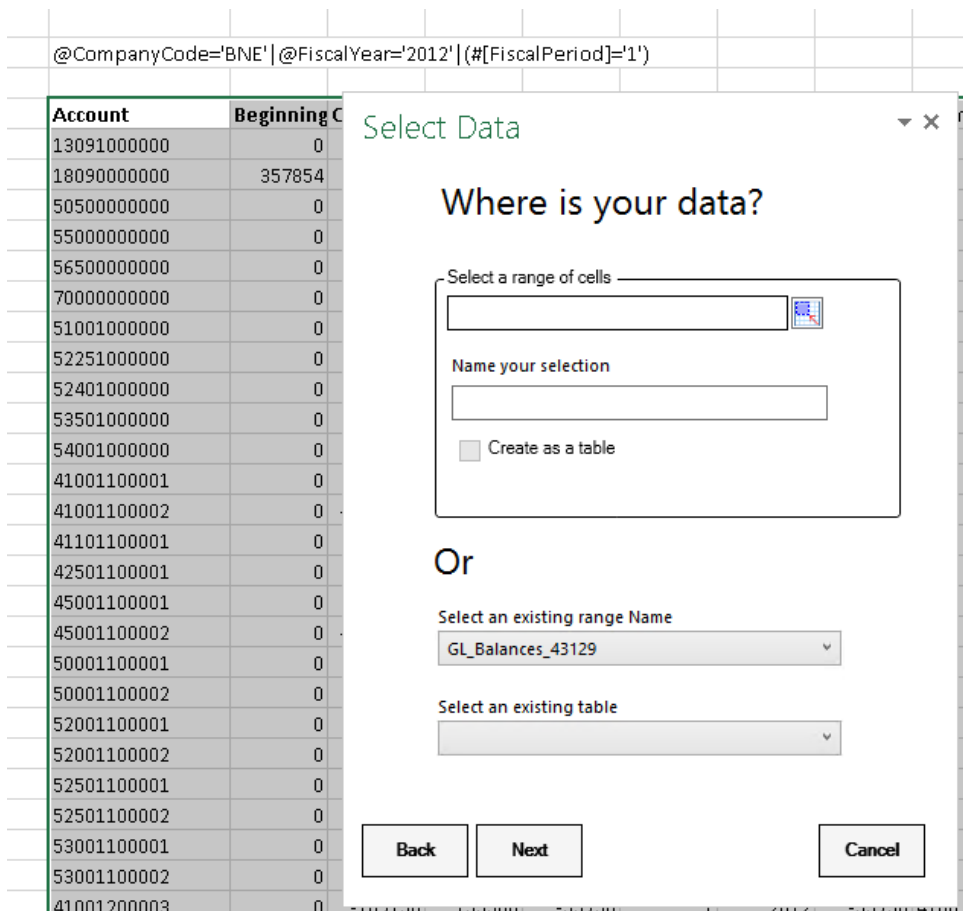 @CompanyCode='BNE'|@FiscalYear='2012'|(#[FiscalPeriod]='1')
Account Beginning C
13091000000 0
18090000000 357854
50500000000 0
55000000000 0
56500000000 0
70000000000 0
51001000000 0
52251000000 0
52401000000 0
53501000000 0
54001000000 0
41001100001 0
41001100002 0
41101100001 0
42501100001 0
45001100001 0
45001100002 0
50001100001 0
50001100002 0
52001100001 0
52001100002 0
52501100001 0
52501100002 0
53001100001 0
53001100002 0
41001200003 0
Select Data
Where is your data?
Select a range of cells
Name your selection
Create as a table
Or
Select an existing range Name
GL_Balances_43129
Select an existing table
Back Next Cancel